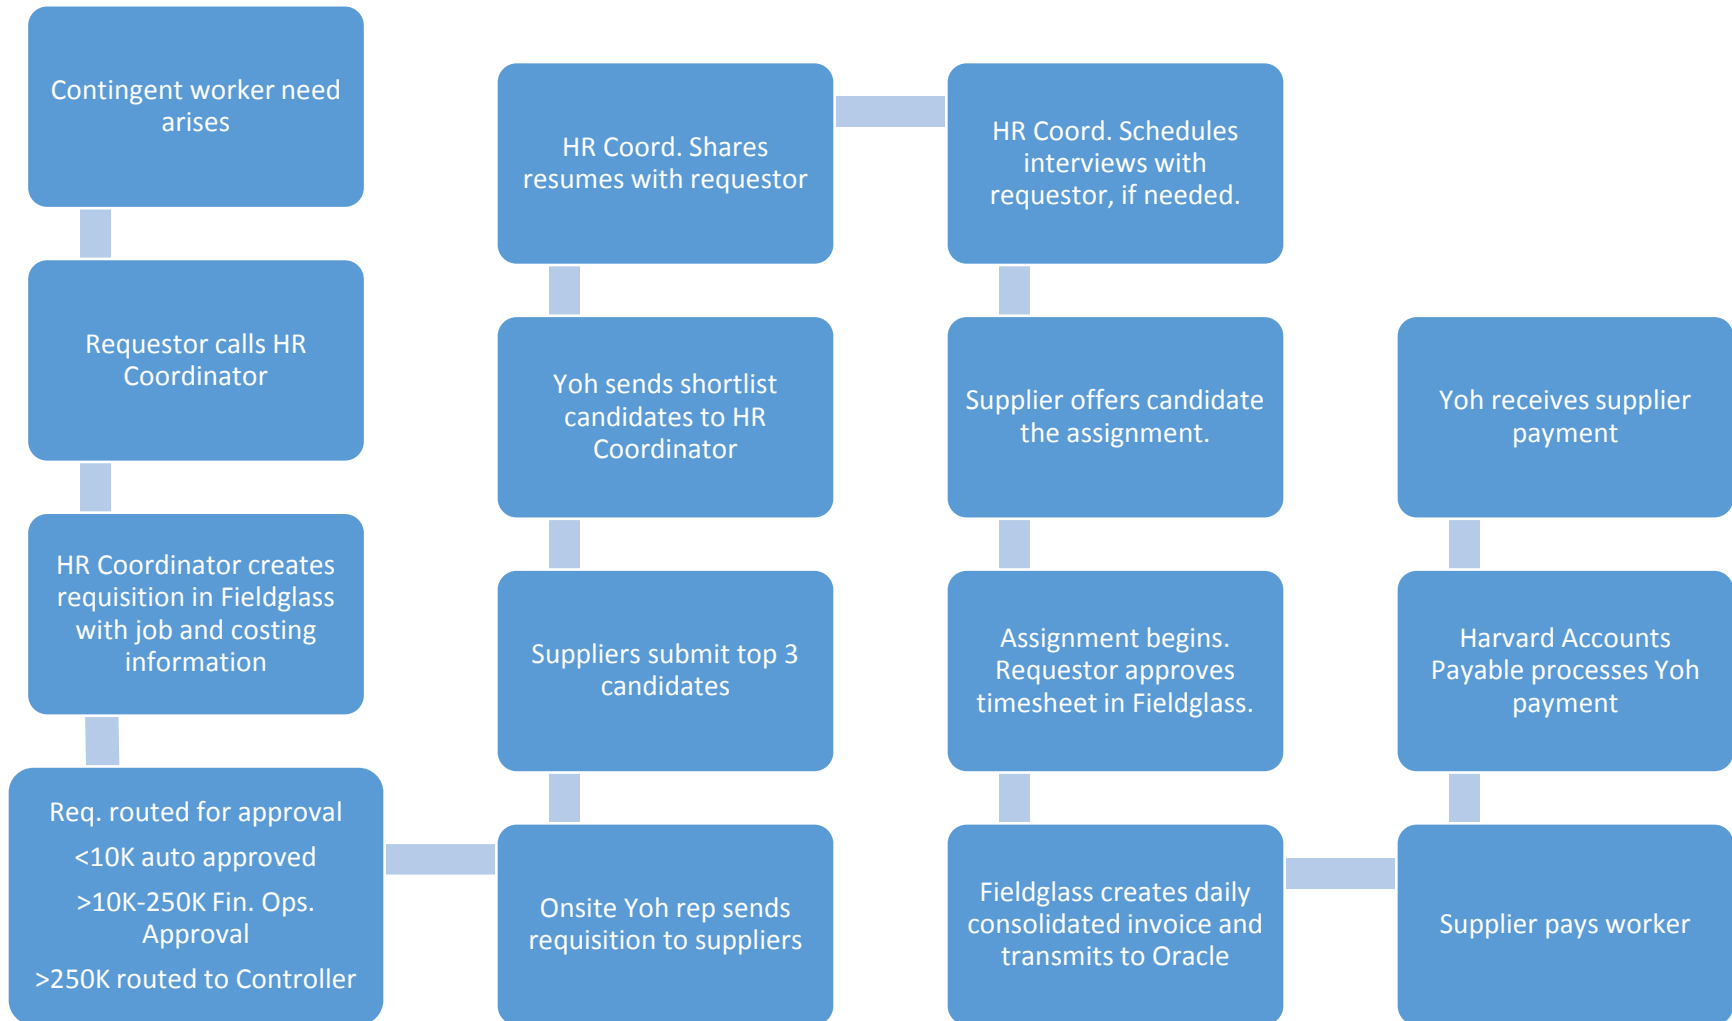 Contingent worker need
arises
Requestor calls HR
Coordinator
HR Coordinator creates
requisition in Fieldglass
with job and costing
information
Req. routed for approval
<10K auto approved
>10K-250K Fin. Ops.
Approval
>250K routed to Controller
Onsite Yoh rep sends
requisition to suppliers
Suppliers submit top 3
candidates
Yoh sends shortlist
candidates to HR
Coordinator
HR Coord. Shares
resumes with requestor
HR Coord. Schedules
interviews with
requestor, if needed.
Supplier offers candidate
the assignment.
Assignment begins.
Requestor approves
timesheet in Fieldglass.
Fieldglass creates daily
consolidated invoice and
transmits to Oracle
Supplier pays worker
Harvard Accounts
Payable processes Yoh
payment
Yoh receives supplier
payment